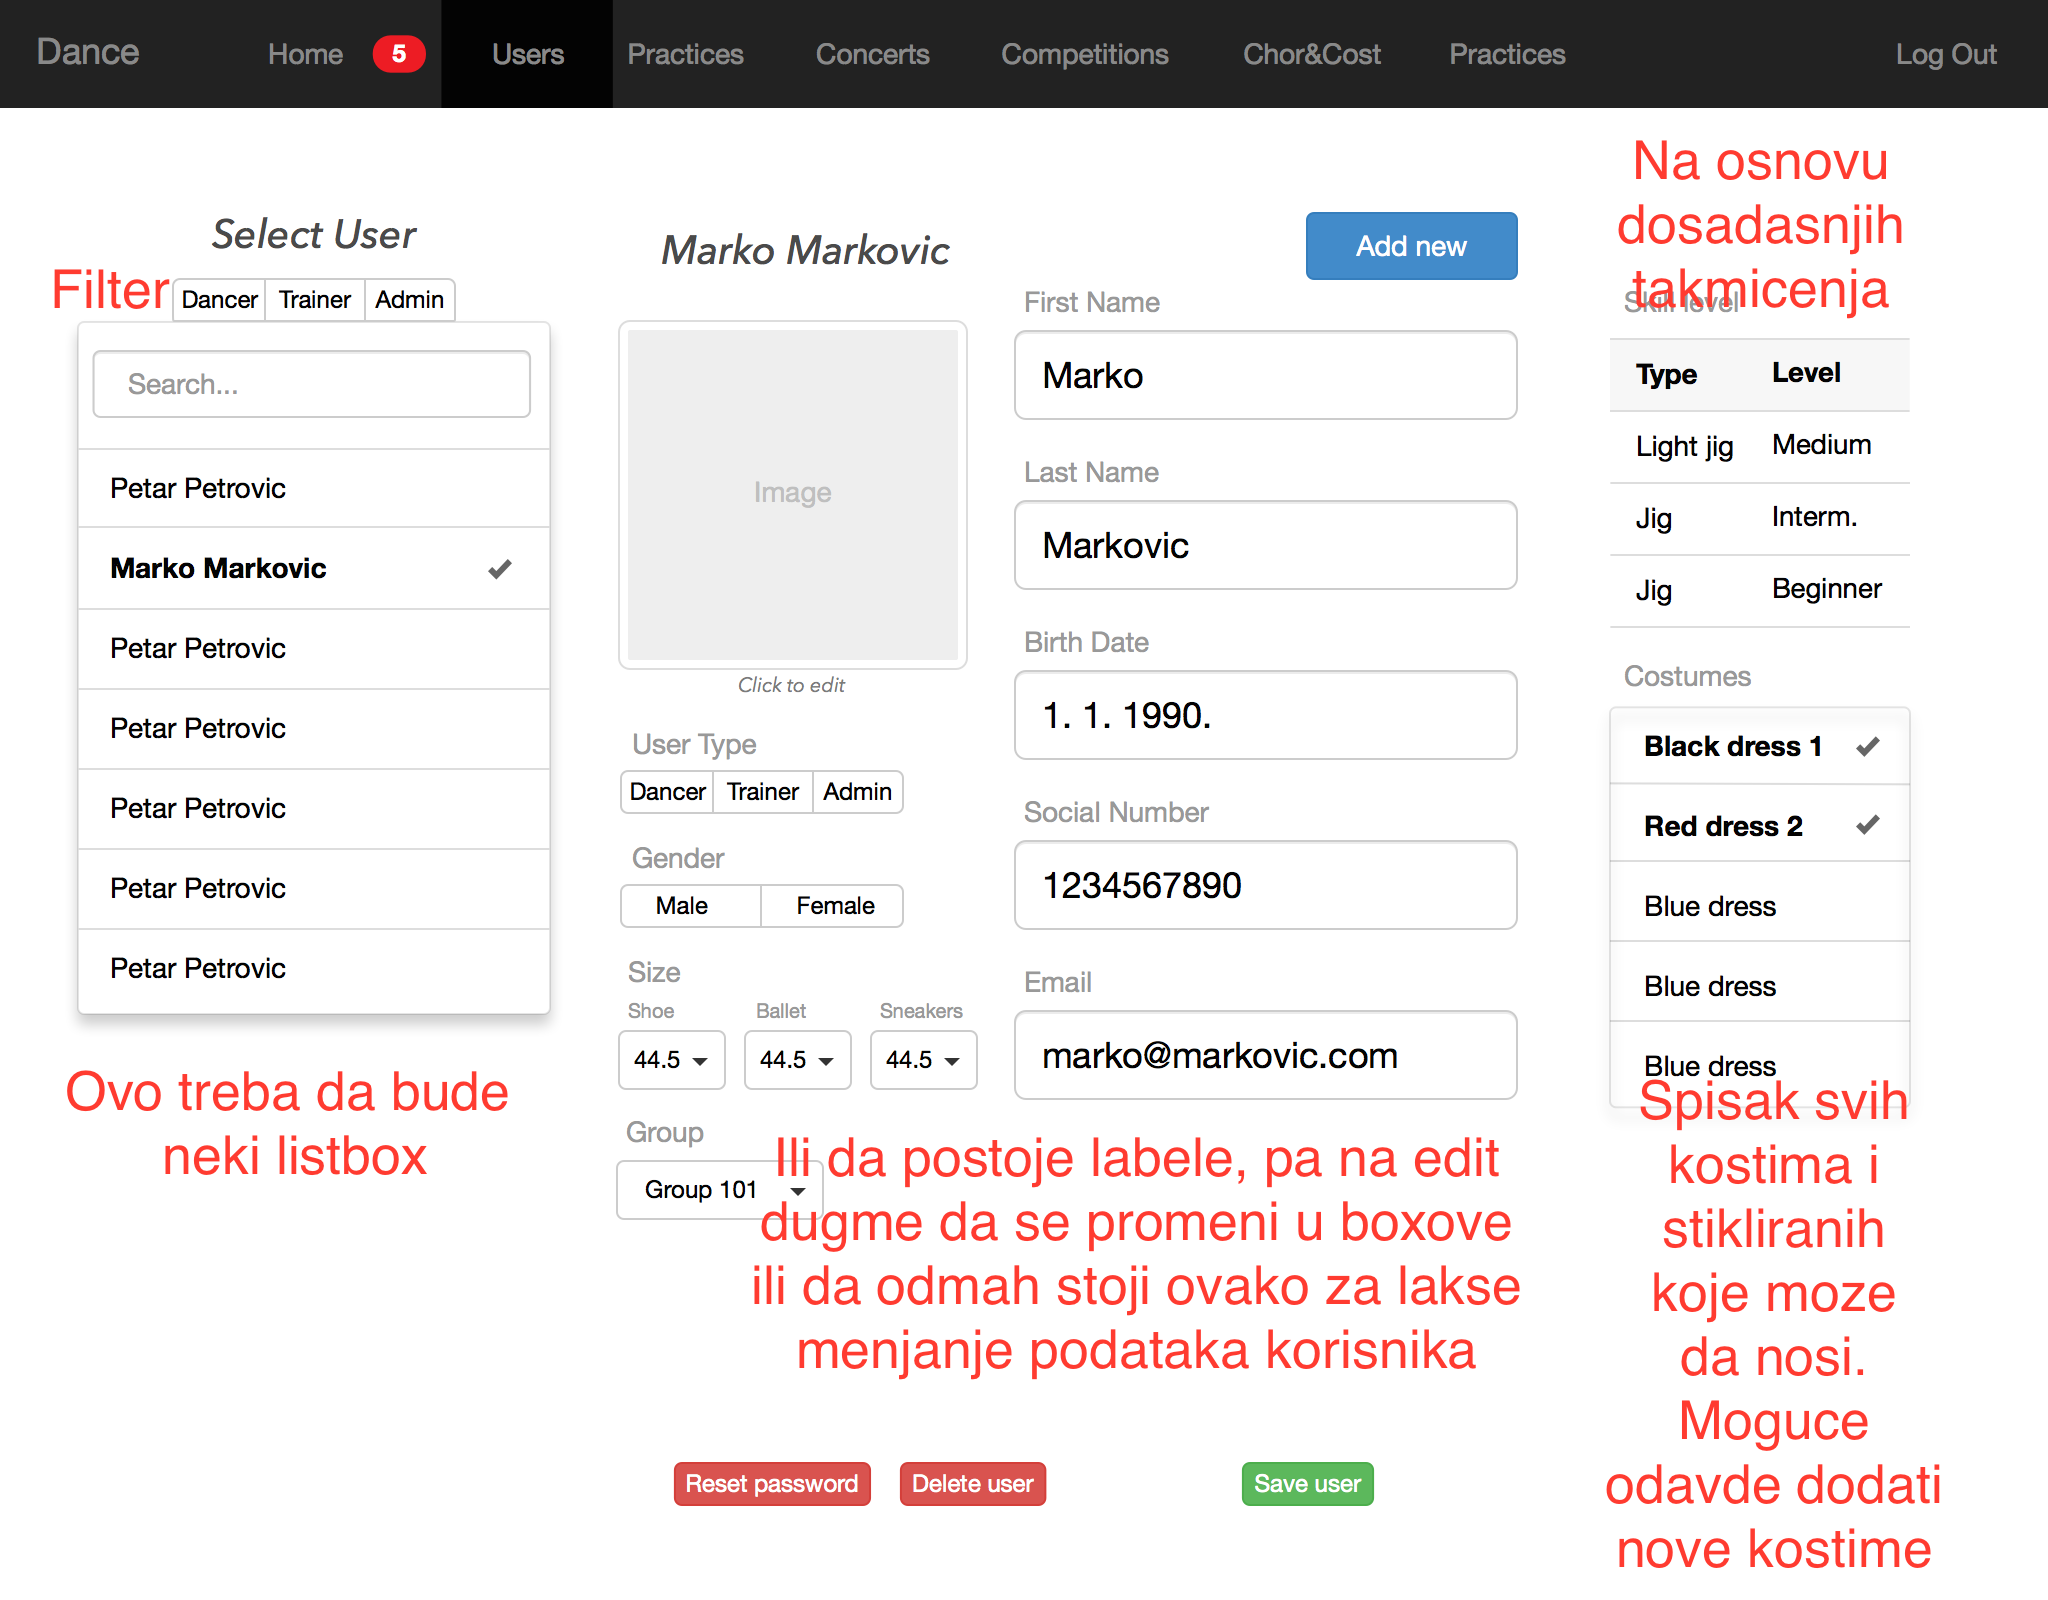 Dance Home 5 Users Practices Concerts Competitions Chor&Cost Practices Log Out
Select User
Filter
Dancer Trainer Admin
Search...
Petar Petrovic
Marko Markovic
Petar Petrovic
Petar Petrovic
Petar Petrovic
Petar Petrovic
Petar Petrovic
Ovo treba da bude
neki listbox
Marko Markovic
Image
Click to edit
User Type
Dancer Trainer Admin
Gender
Male Female
Size
Shoe Ballet Sneakers
44.5 44.5 44.5
Group
Group 101
Add new
First Name
Marko
Last Name
Markovic
Birth Date
1. 1. 1990.
Social Number
1234567890
Email
marko@markovic.com
Ili da postoje labele, pa na edit
dugme da se promeni u boxove
ili da odmah stoji ovako za lakse
menjanje podataka korisnika
Reset password Delete user Save user
Na osnovu
dosadasnjih
takmicenja
Skill level
Type Level
Light jig Medium
Jig Interm.
Jig Beginner
Costumes
Black dress 1
Red dress 2
Blue dress
Blue dress
Blue dress
Spisak svih
kostima i
stikliranih
koje moze
da nosi.
Moguce
odavde dodati
nove kostime